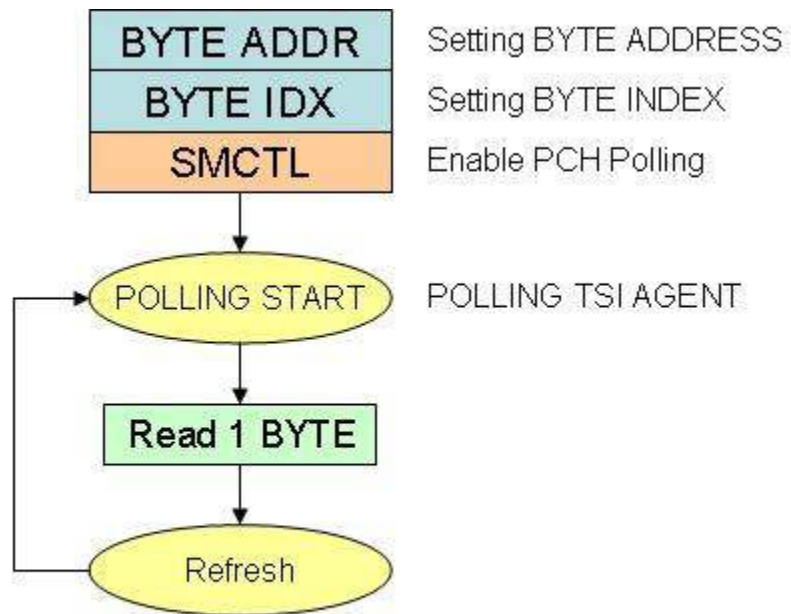 BYTE ADDR Setting BYTE ADDRESS
BYTE IDX Setting BYTE INDEX
SMCTL Enable PCH Polling
POLLING START POLLING TSI AGENT
Read 1 BYTE
Refresh